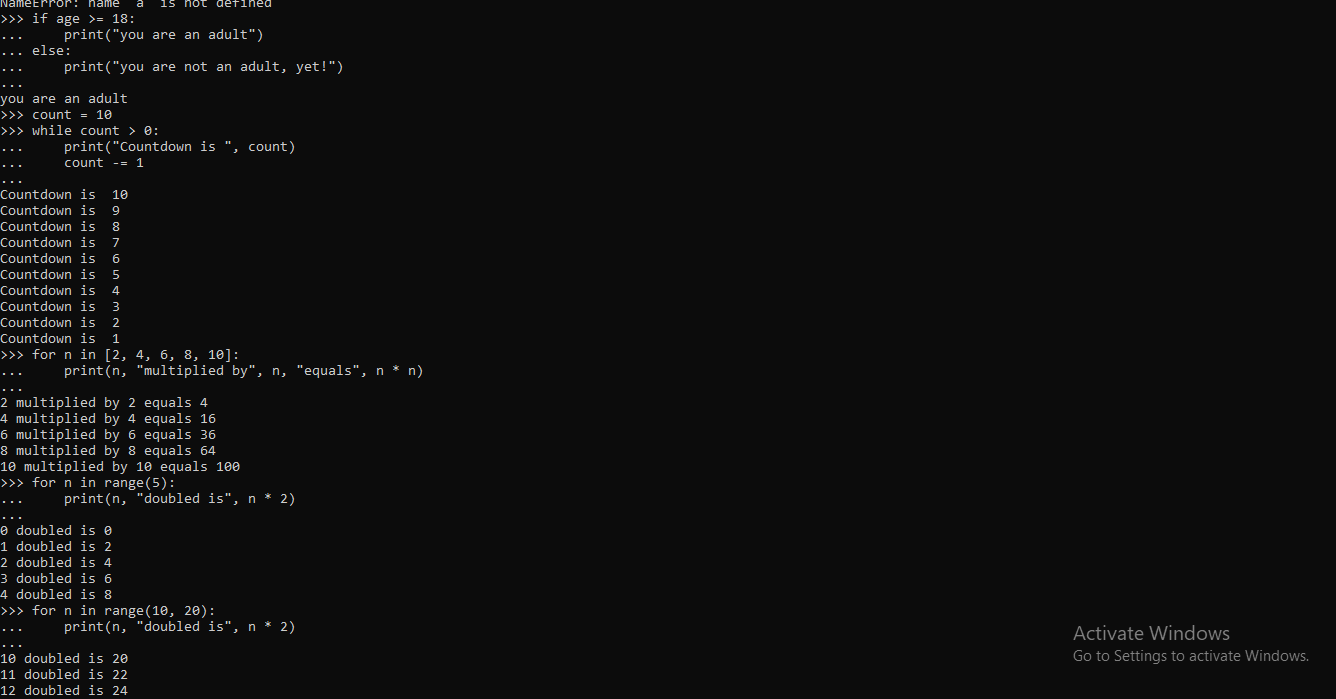 NameError: name 'a' is not defined
>>> if age >= 18:
...     print("you are an adult")
... else:
...     print("you are not an adult, yet!")
...
you are an adult
>>> count = 10
>>> while count > 0:
...     print("Countdown is ", count)
...     count -= 1
...
Countdown is  10
Countdown is  9
Countdown is  8
Countdown is  7
Countdown is  6
Countdown is  5
Countdown is  4
Countdown is  3
Countdown is  2
Countdown is  1
>>> for n in [2, 4, 6, 8, 10]:
...     print(n, "multiplied by", n, "equals", n * n)
...
2 multiplied by 2 equals 4
4 multiplied by 4 equals 16
6 multiplied by 6 equals 36
8 multiplied by 8 equals 64
10 multiplied by 10 equals 100
>>> for n in range(5):
...     print(n, "doubled is", n * 2)
...
0 doubled is 0
1 doubled is 2
2 doubled is 4
3 doubled is 6
4 doubled is 8
>>> for n in range(10, 20):
...     print(n, "doubled is", n * 2)
...
10 doubled is 20
11 doubled is 22
12 doubled is 24
Activate Windows
Go to Settings to activate Windows.